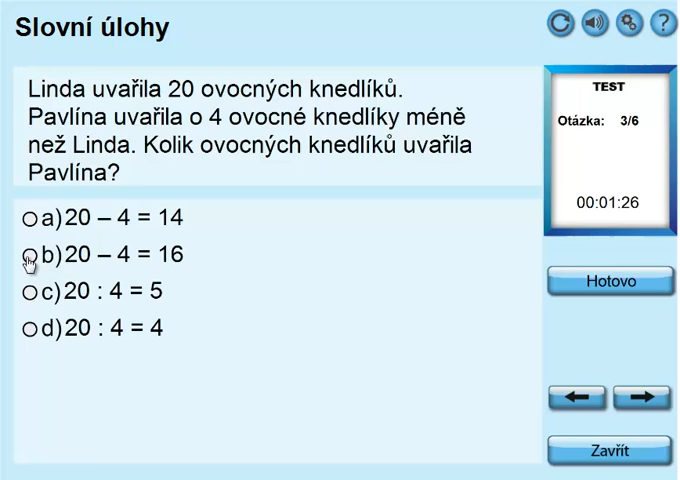 Slovní úlohy
?
Linda uvařila 20 ovocných knedlíků.
Pavlína uvařila o 4 ovocné knedlíky méně
než Linda. Kolik ovocných knedlíků uvařila
Pavlína?
a) 20 – 4 = 14
b) 20 – 4 = 16
c) 20 : 4 = 5
d) 20 : 4 = 4
TEST
Otázka: 3/6
00:01:26
Hotovo
Zavřít